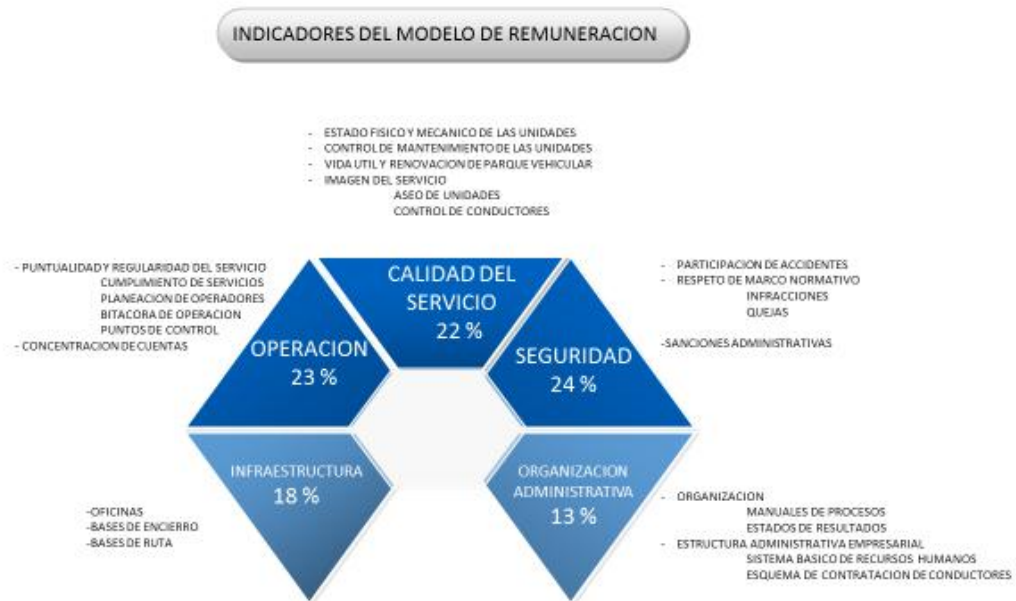 INDICADORES DEL MODELO DE REMUNERACION
- ESTADO FISICO Y MECANICO DE LAS UNIDADES
- CONTROL DE MANTENIMIENTO DE LAS UNIDADES
- VIDA UTIL Y RENOVACION DE PARQUE VEHICULAR
- IMAGEN DEL SERVICIO
ASEO DE UNIDADES
CONTROL DE CONDUCTORES
- PUNTUALIDAD Y REGULARIDAD DEL SERVICIO
CUMPLIMIENTO DE SERVICIOS
PLANEACION DE OPERADORES
BITACORA DE OPERACION
PUNTOS DE CONTROL
- CONCENTRACION DE CUENTAS
OPERACION
23 %
CALIDAD DEL
SERVICIO
22 %
SEGURIDAD
24 %
- PARTICIPACION DE ACCIDENTES
- RESPETO DE MARCO NORMATIVO
INFRACCIONES
QUEJAS
-SANCIONES ADMINISTRATIVAS
INFRAESTRUCTURA
18 %
-OFICINAS
-BASES DE ENCIERRO
-BASES DE RUTA
ORGANIZACION
ADMINISTRATIVA
13 %
- ORGANIZACION
MANUALES DE PROCESOS
ESTADOS DE RESULTADOS
- ESTRUCTURA ADMINISTRATIVA EMPRESARIAL
SISTEMA BASICO DE RECURSOS HUMANOS
ESQUEMA DE CONTRATACION DE CONDUCTORES